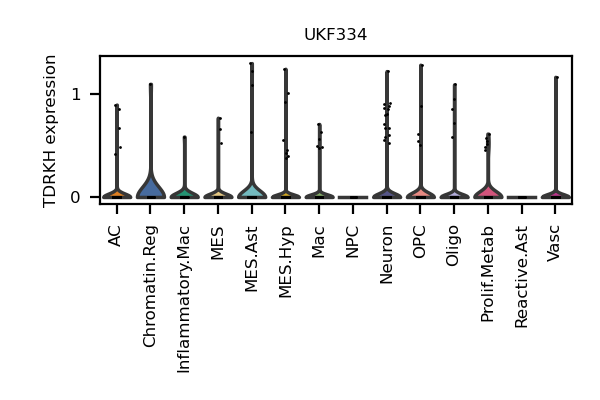 UKF334
TDRKH expression
1
0
AC
Chromatin.Reg
Inflammatory.Mac
MES
MES.Ast
MES.Hyp
Mac
NPC
Neuron
OPC
Oligo
Prolif.Metab
Reactive.Ast
Vasc